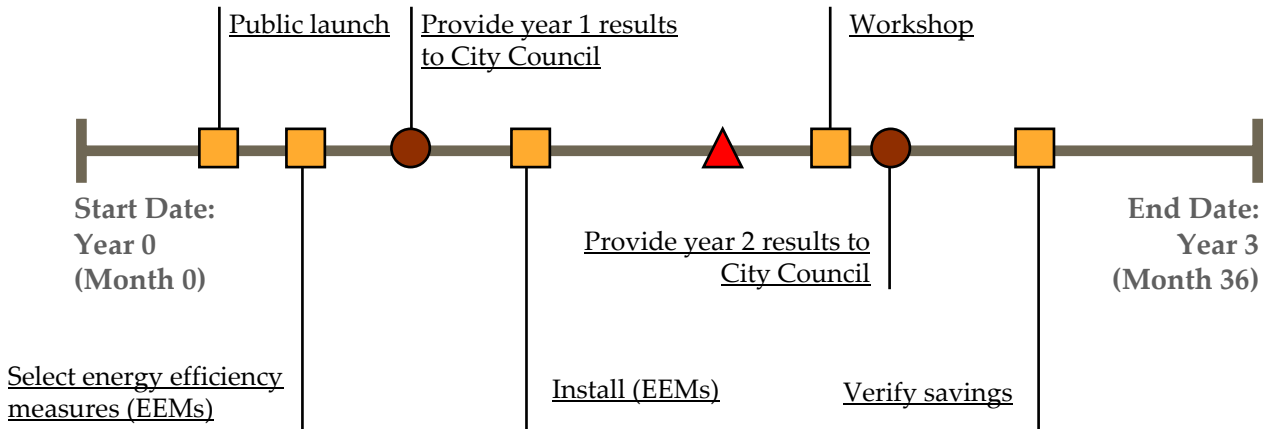 Public launch
Provide year 1 results
to City Council
Workshop
Start Date:
Year 0
(Month 0)
End Date:
Year 3
(Month 36)
Provide year 2 results to
City Council
Select energy efficiency
measures (EEMs)
Install (EEMs)
Verify savings